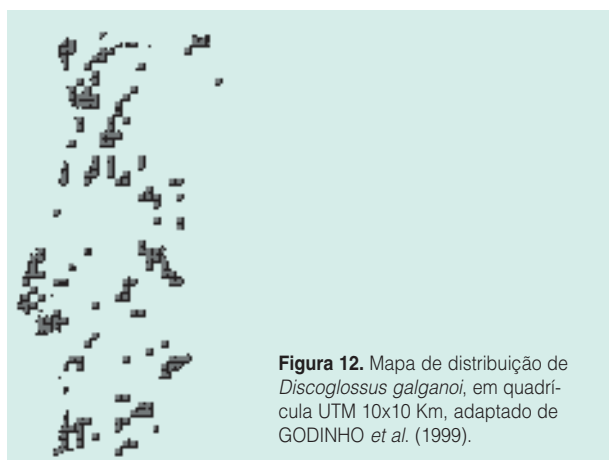 Figura 12. Mapa de distribuição de
Discoglossus galganoi, em quadrí-
cula UTM 10x10 Km, adaptado de
GODINHO et al. (1999).